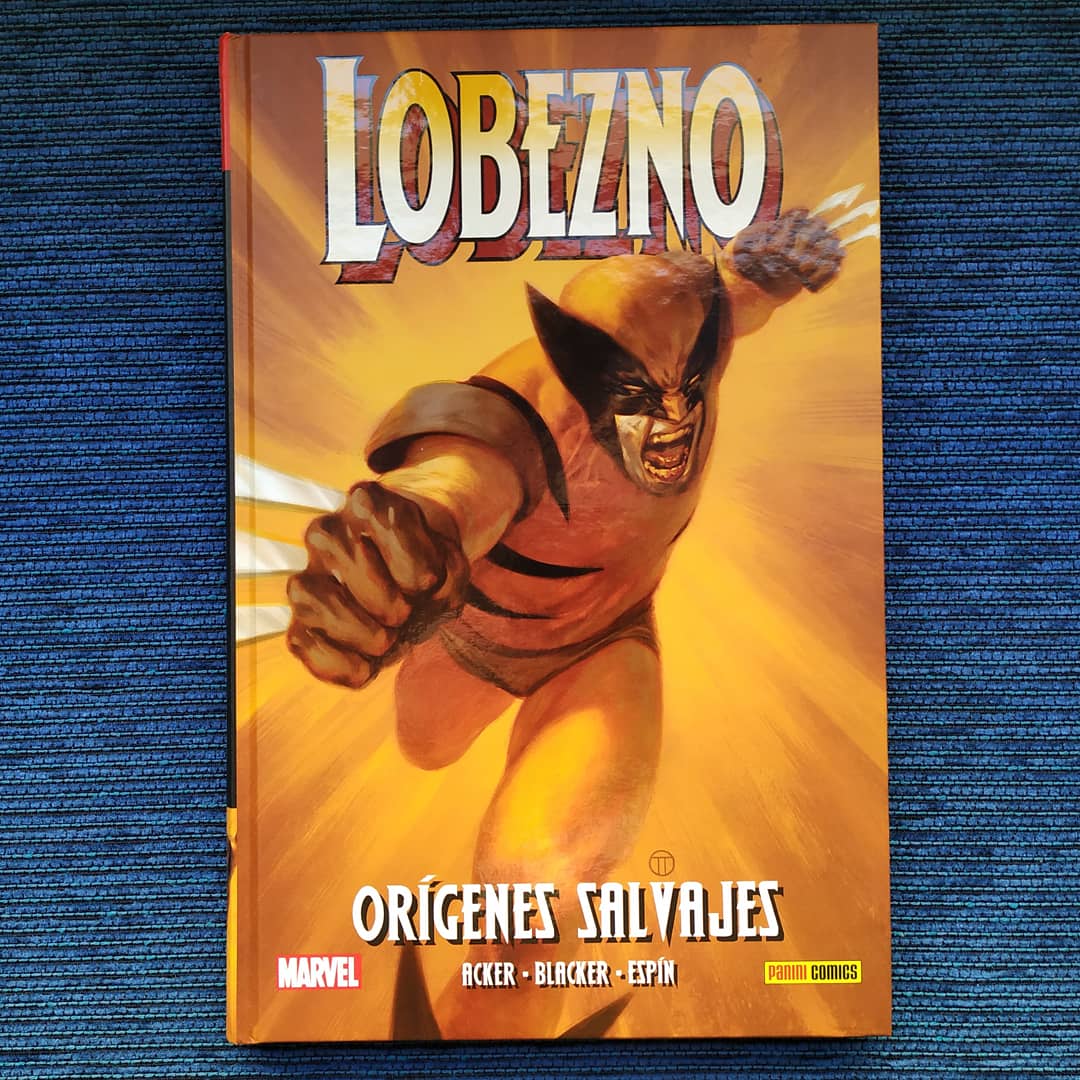 LOBEZNO
ORÍGENES SALVAJES
ACKER · BLACKER · ESPÍN
MARVEL
PANINI COMICS